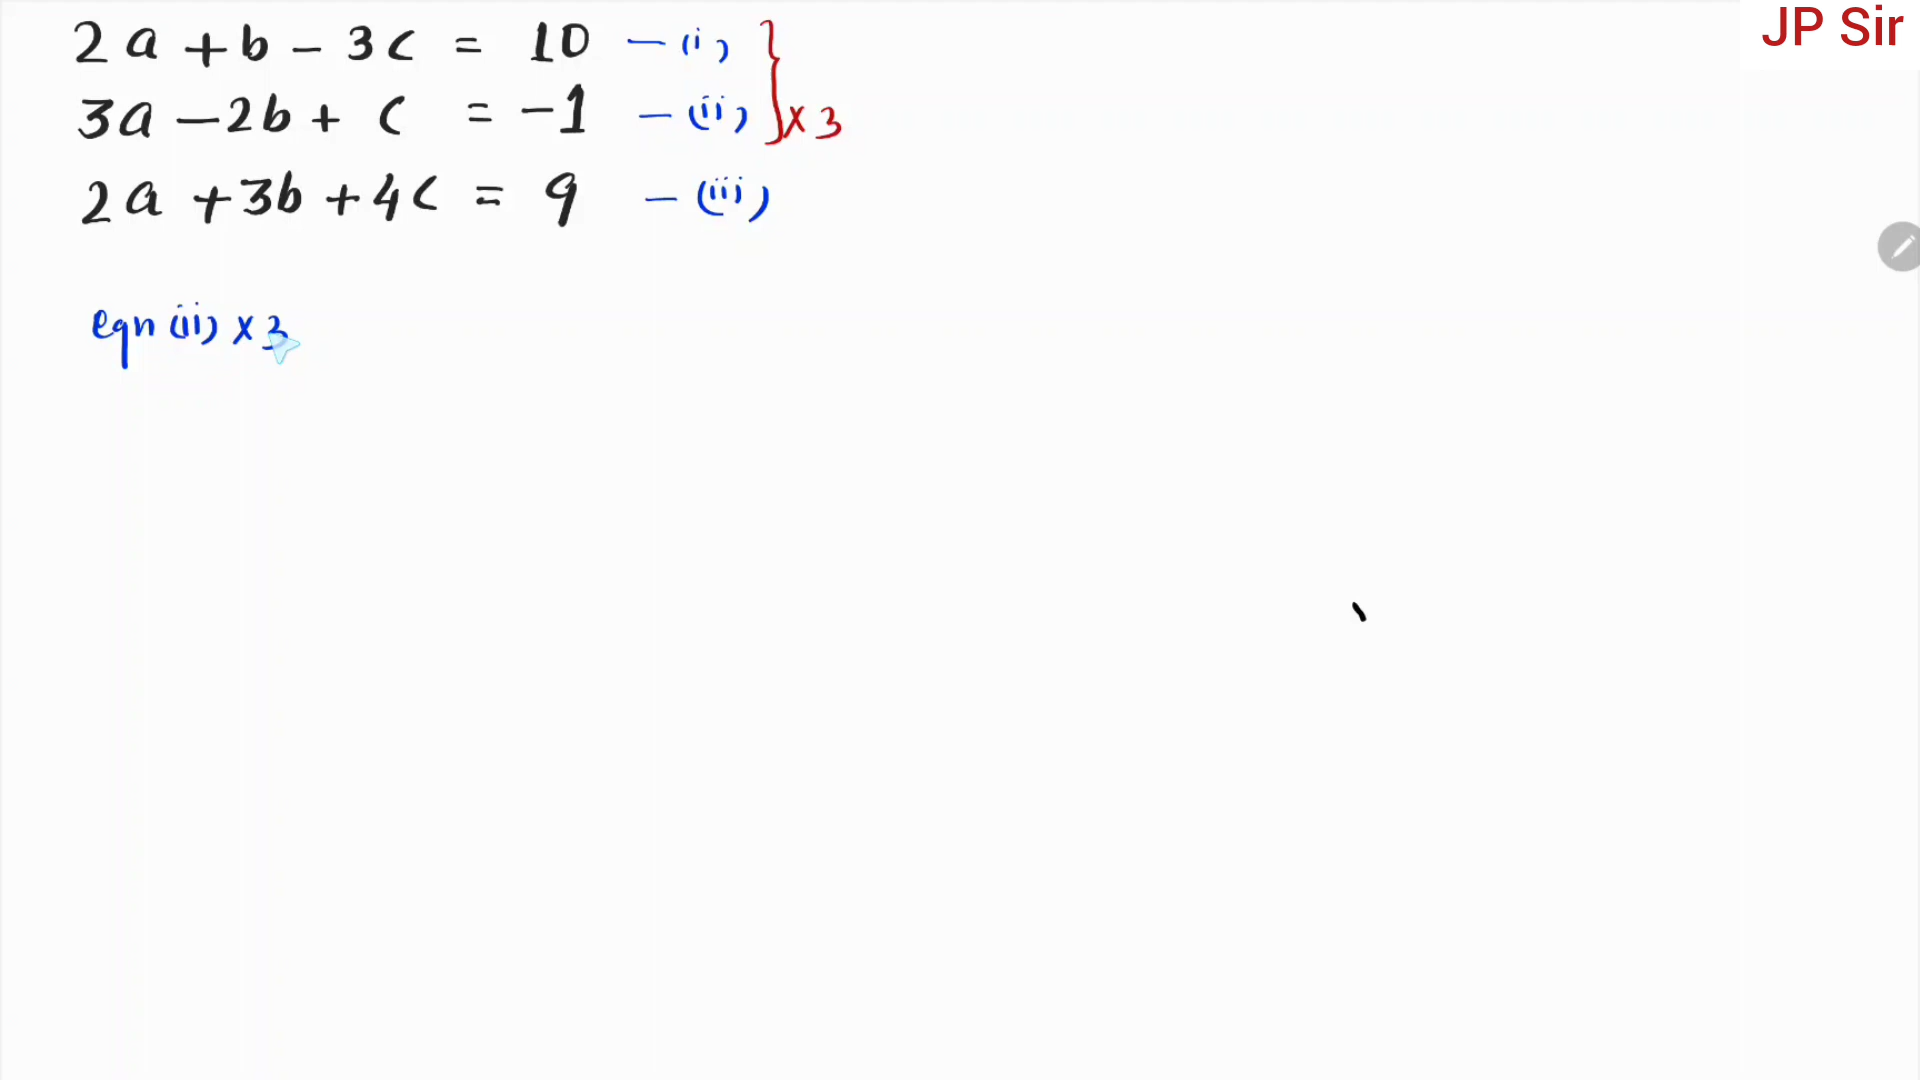 JP Sir
2a + b - 3c = 10 - (i)
3a - 2b + c = -1 - (ii) } x 3
2a + 3b + 4c = 9 - (iii)
eqn (ii) x 3